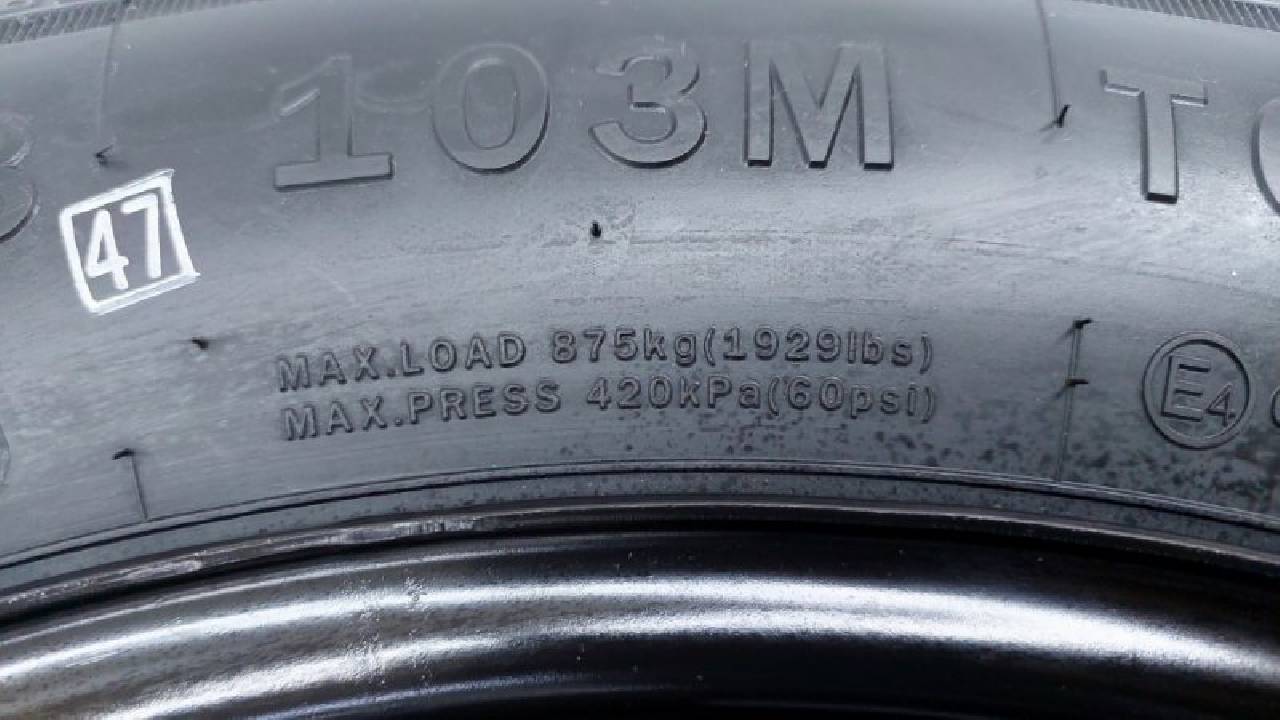 103M
47
MAX.LOAD 875kg(1929lbs)
MAX.PRESS 420kPa(60psi)
E4